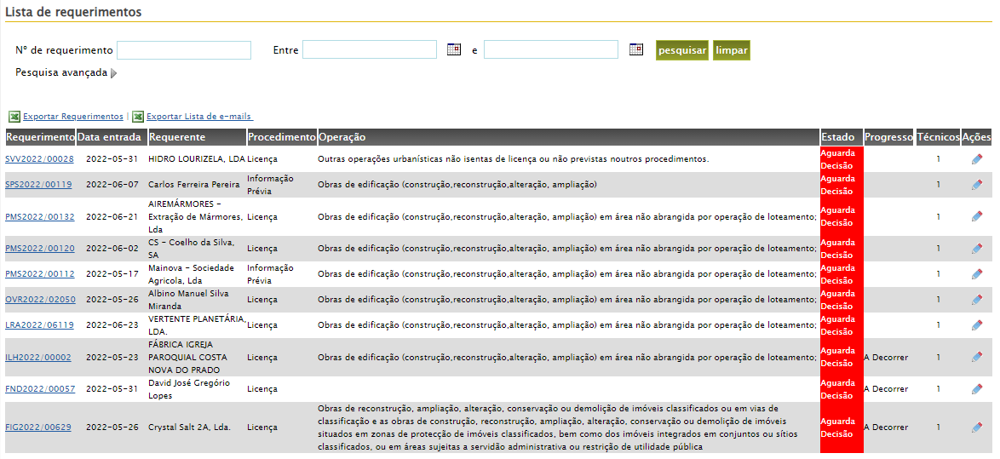 Lista de requerimentos
Nº de requerimento Entre e pesquisar limpar
Pesquisa avançada
Exportar Requerimentos | Exportar Lista de e-mails
Requerimento Data entrada Requerente Procedimento Operação Estado Progresso Técnicos Ações
SVV2022/00028 2022-05-31 HIDRO LOURIZELA, LDA Licença Outras operações urbanísticas não isentas de licença ou não previstas noutros procedimentos. Aguarda Decisão 1
SPS2022/00119 2022-06-07 Carlos Ferreira Pereira Informação Prévia Obras de edificação (construção,reconstrução,alteração, ampliação) Aguarda Decisão 1
PMS2022/00132 2022-06-21 AIREMÁRMORES - Extração de Mármores, Lda Licença Obras de edificação (construção,reconstrução,alteração, ampliação) em área não abrangida por operação de loteamento; Aguarda Decisão 1
PMS2022/00120 2022-06-02 CS - Coelho da Silva, SA Licença Obras de edificação (construção,reconstrução,alteração, ampliação) em área não abrangida por operação de loteamento; Aguarda Decisão 1
PMS2022/00112 2022-05-17 Mainova - Sociedade Agricola, Lda Informação Prévia Obras de edificação (construção,reconstrução,alteração, ampliação) em área não abrangida por operação de loteamento; Aguarda Decisão 1
OVR2022/02050 2022-05-26 Albino Manuel Silva Miranda Licença Obras de edificação (construção,reconstrução,alteração, ampliação) em área não abrangida por operação de loteamento; Aguarda Decisão 1
LRA2022/06119 2022-06-23 VERTENTE PLANETÁRIA, LDA. Licença Obras de edificação (construção,reconstrução,alteração, ampliação) em área não abrangida por operação de loteamento; Aguarda Decisão 1
ILH2022/00002 2022-05-23 FÁBRICA IGREJA PAROQUIAL COSTA NOVA DO PRADO Licença Obras de edificação (construção,reconstrução,alteração, ampliação) em área não abrangida por operação de loteamento; Aguarda Decisão A Decorrer 1
FND2022/00057 2022-05-31 David José Gregório Lopes Licença Aguarda Decisão A Decorrer 1
FIG2022/00629 2022-05-26 Crystal Salt 2A, Lda. Licença Obras de reconstrução, ampliação, alteração, conservação ou demolição de imóveis classificados ou em vias de classificação e as obras de construção, reconstrução, ampliação, alteração, conservação ou demolição de imóveis situados em zonas de protecção de imóveis classificados, bem como dos imóveis integrados em conjuntos ou sítios classificados, ou em áreas sujeitas a servidão administrativa ou restrição de utilidade pública Aguarda Decisão A Decorrer 1